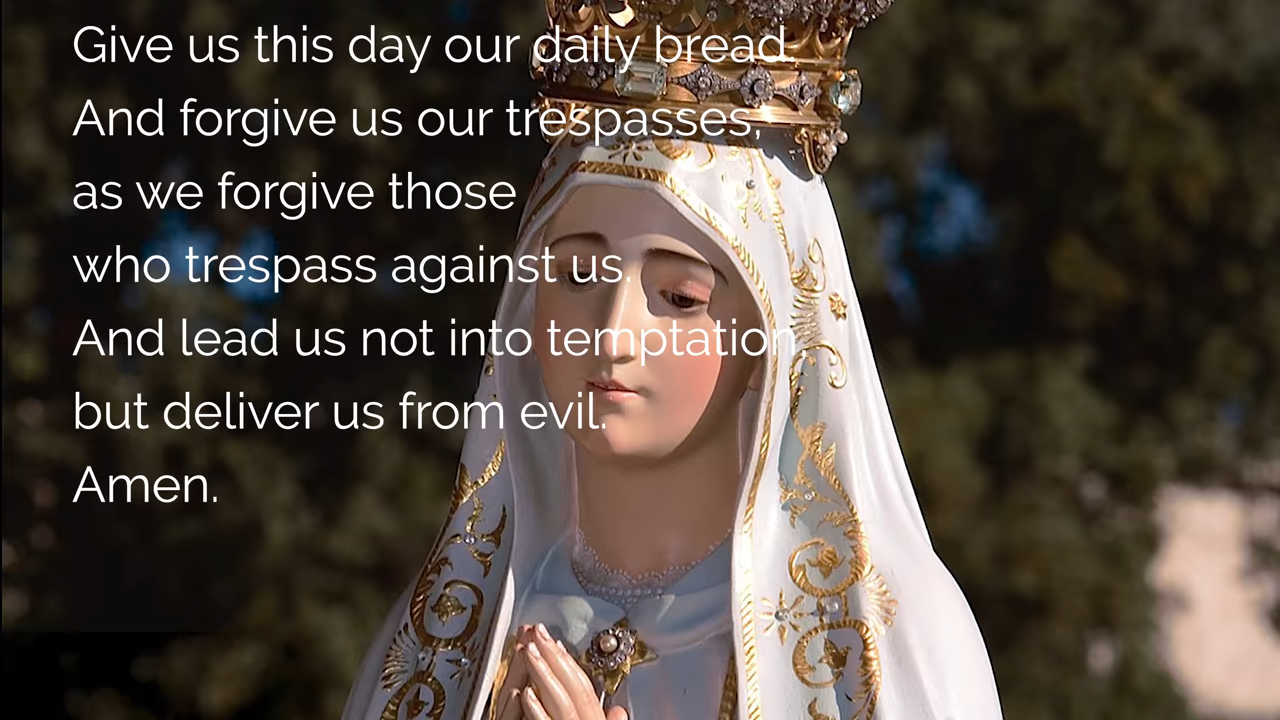 Give us this day our daily bread.
And forgive us our trespasses,
as we forgive those
who trespass against us.
And lead us not into temptation,
but deliver us from evil.
Amen.